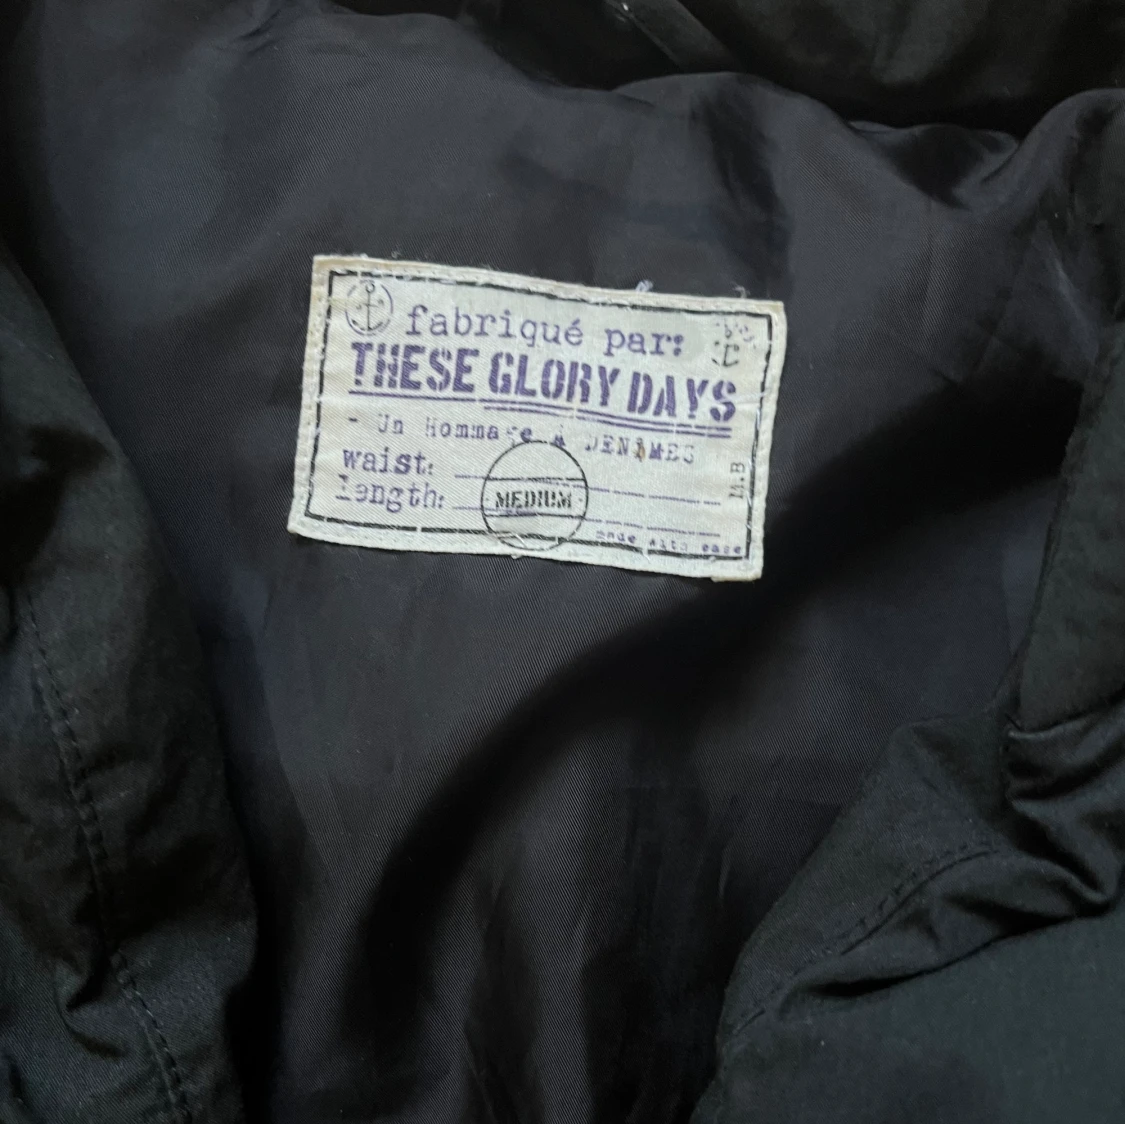 fabriqué par:
THESE GLORY DAYS
- Un Hommage à DENIMES
waist:
length:
MEDIUM
M.B
made with ease